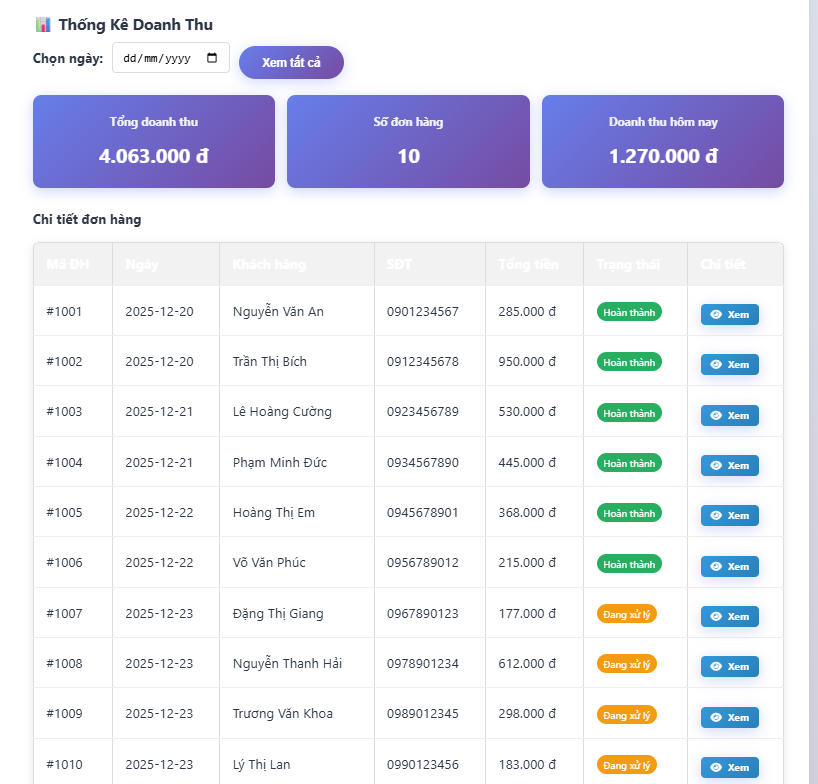 Thống Kê Doanh Thu
Chọn ngày: dd/mm/yyyy Xem tất cả
Tổng doanh thu Số đơn hàng Doanh thu hôm nay
4.063.000 đ 10 1.270.000 đ
Chi tiết đơn hàng
Mã ĐH Ngày Khách hàng SĐT Tổng tiền Trạng thái Chi tiết
#1001 2025-12-20 Nguyễn Văn An 0901234567 285.000 đ Hoàn thành Xem
#1002 2025-12-20 Trần Thị Bích 0912345678 950.000 đ Hoàn thành Xem
#1003 2025-12-21 Lê Hoàng Cường 0923456789 530.000 đ Hoàn thành Xem
#1004 2025-12-21 Phạm Minh Đức 0934567890 445.000 đ Hoàn thành Xem
#1005 2025-12-22 Hoàng Thị Em 0945678901 368.000 đ Hoàn thành Xem
#1006 2025-12-22 Võ Văn Phúc 0956789012 215.000 đ Hoàn thành Xem
#1007 2025-12-23 Đặng Thị Giang 0967890123 177.000 đ Đang xử lý Xem
#1008 2025-12-23 Nguyễn Thanh Hải 0978901234 612.000 đ Đang xử lý Xem
#1009 2025-12-23 Trương Văn Khoa 0989012345 298.000 đ Đang xử lý Xem
#1010 2025-12-23 Lý Thị Lan 0990123456 183.000 đ Đang xử lý Xem